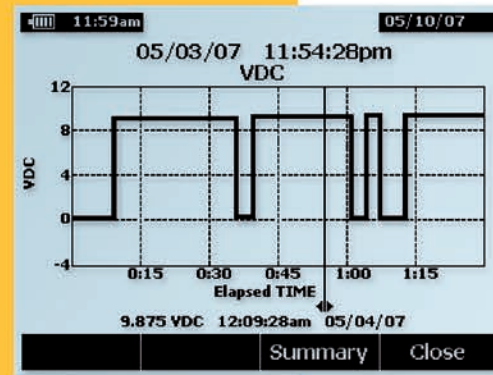 11:59am 05/10/07
05/03/07 11:54:28pm
VDC
12
8
4
0
-4
VDC
0:15 0:30 0:45 1:00 1:15
Elapsed TIME
9.875 VDC 12:09:28am 05/04/07
Summary Close